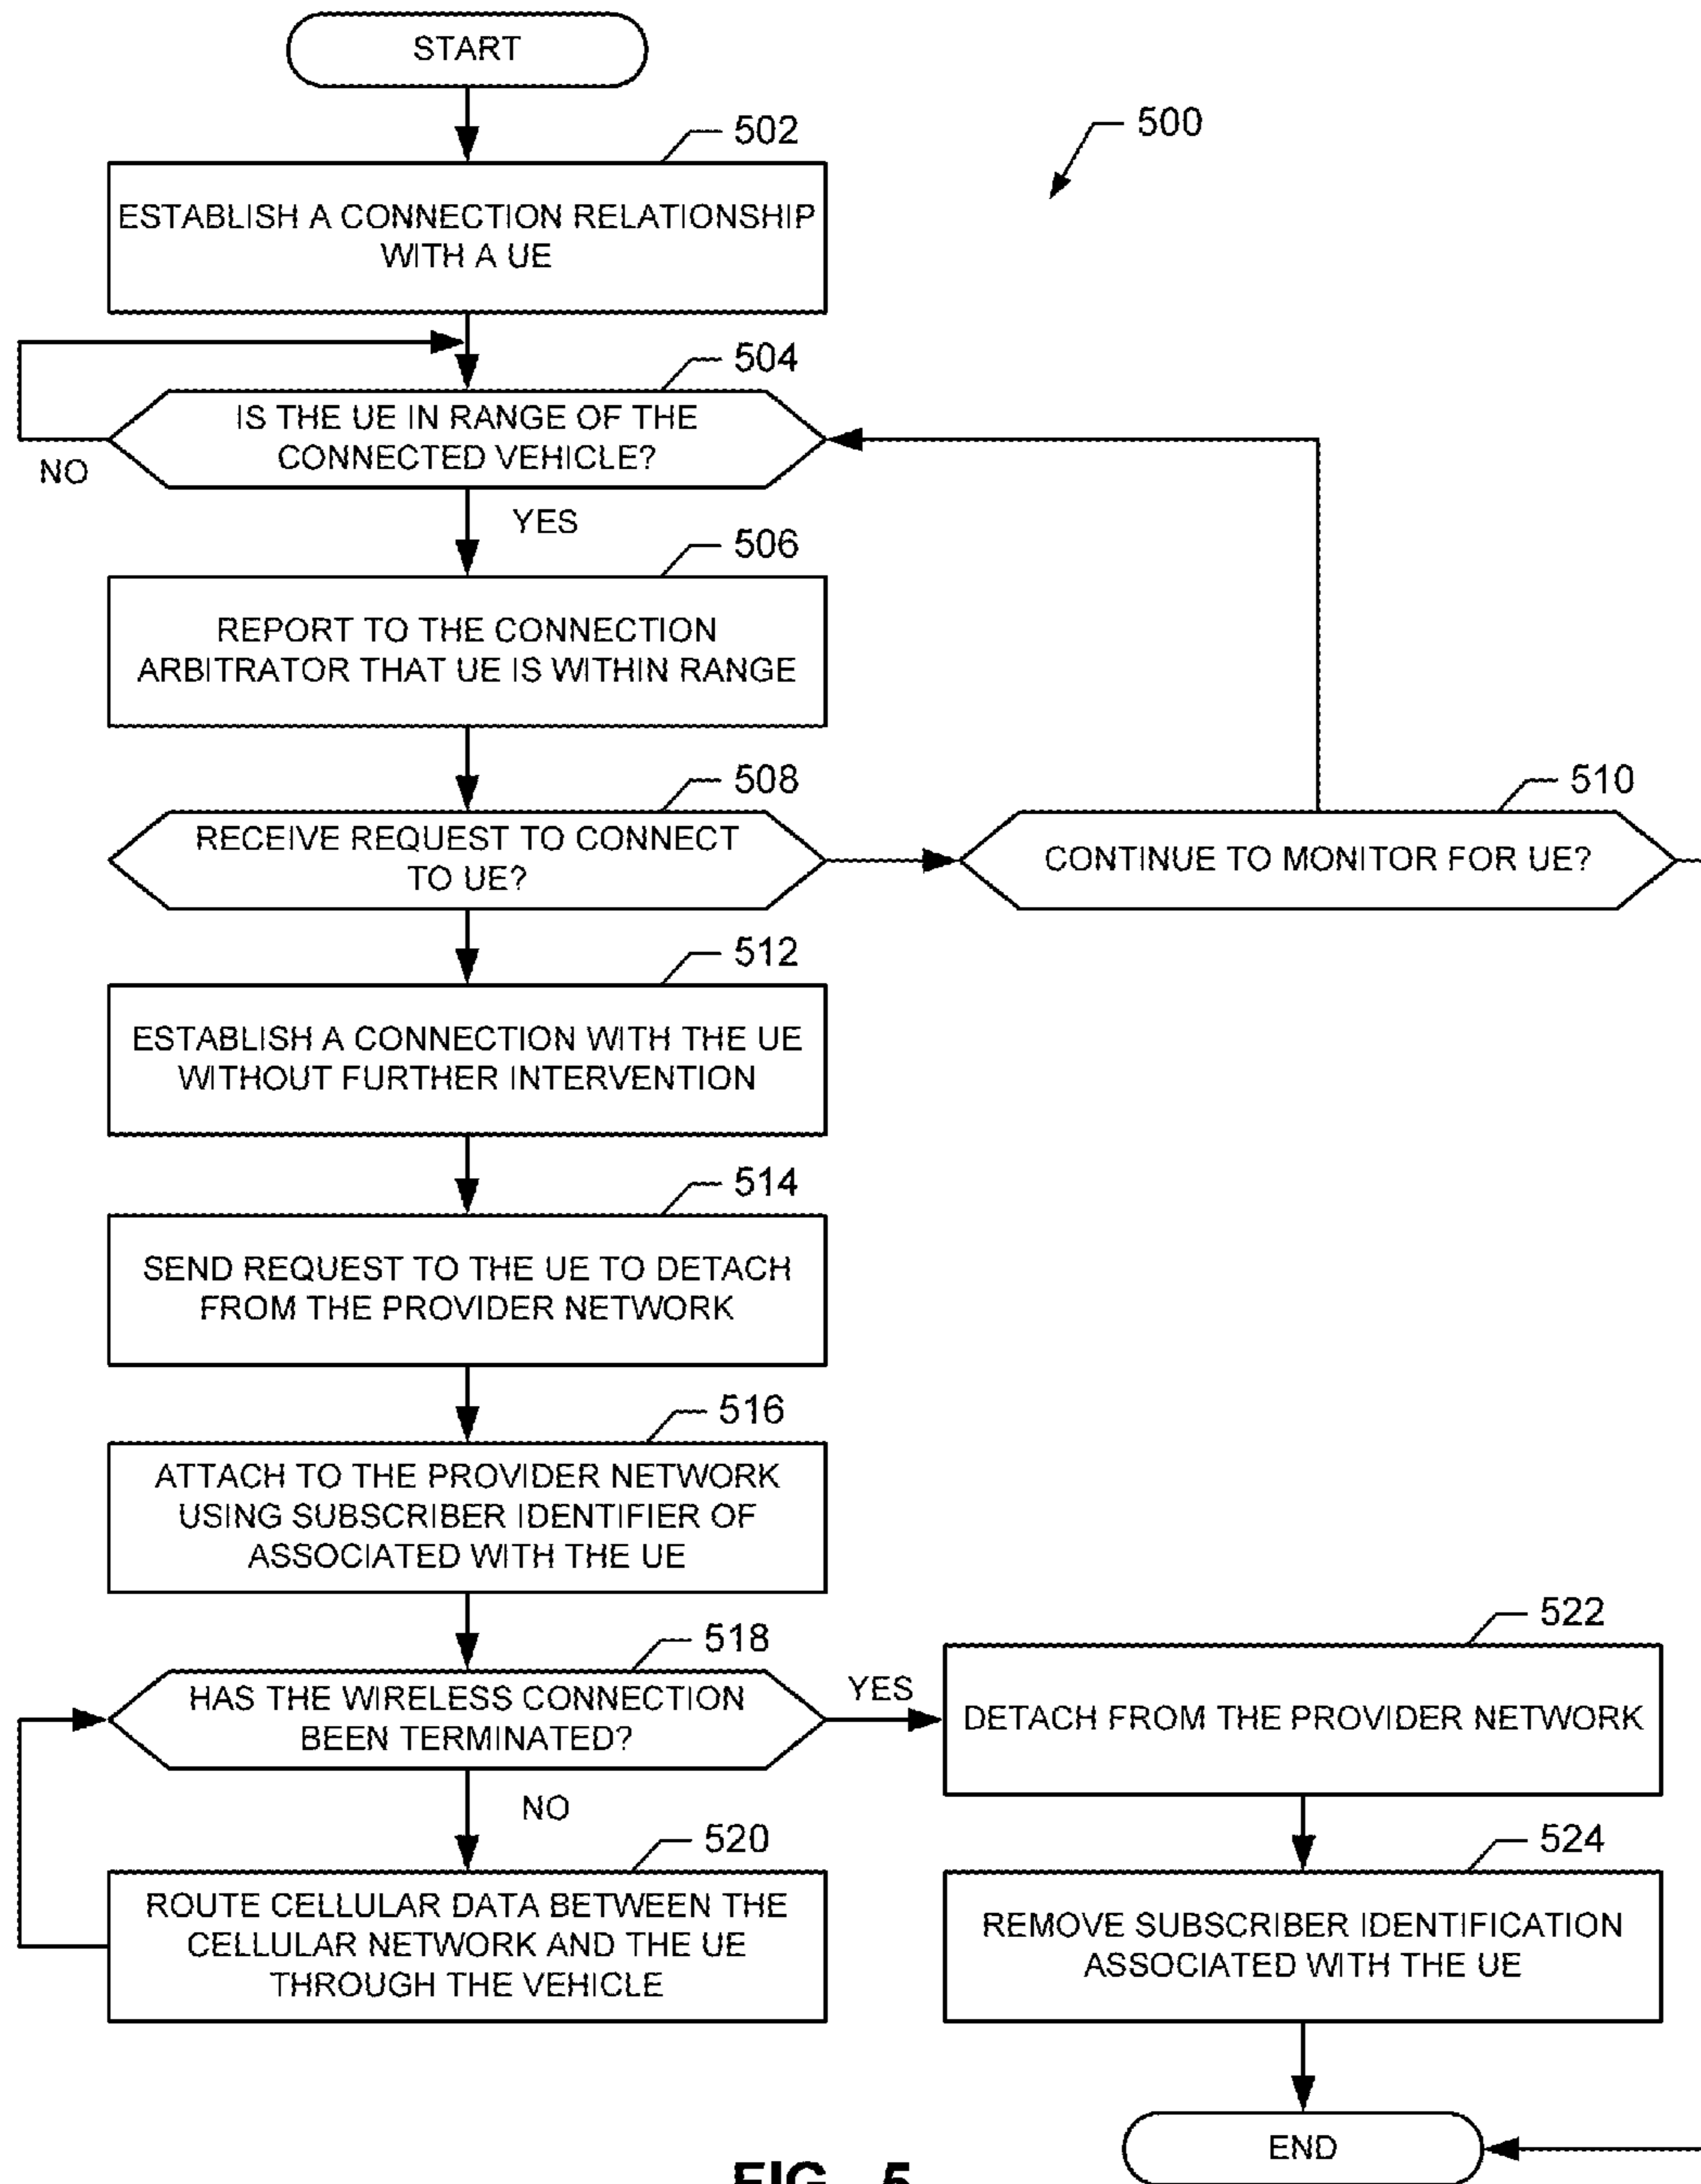 START
500
502
ESTABLISH A CONNECTION RELATIONSHIP
WITH A UE
504
IS THE UE IN RANGE OF THE
CONNECTED VEHICLE?
NO
YES
506
REPORT TO THE CONNECTION
ARBITRATOR THAT UE IS WITHIN RANGE
508
RECEIVE REQUEST TO CONNECT
TO UE?
510
CONTINUE TO MONITOR FOR UE?
512
ESTABLISH A CONNECTION WITH THE UE
WITHOUT FURTHER INTERVENTION
514
SEND REQUEST TO THE UE TO DETACH
FROM THE PROVIDER NETWORK
516
ATTACH TO THE PROVIDER NETWORK
USING SUBSCRIBER IDENTIFIER OF
ASSOCIATED WITH THE UE
518
HAS THE WIRELESS CONNECTION
BEEN TERMINATED?
YES
NO
522
DETACH FROM THE PROVIDER NETWORK
520
ROUTE CELLULAR DATA BETWEEN THE
CELLULAR NETWORK AND THE UE
THROUGH THE VEHICLE
524
REMOVE SUBSCRIBER IDENTIFICATION
ASSOCIATED WITH THE UE
END
FIG. 5